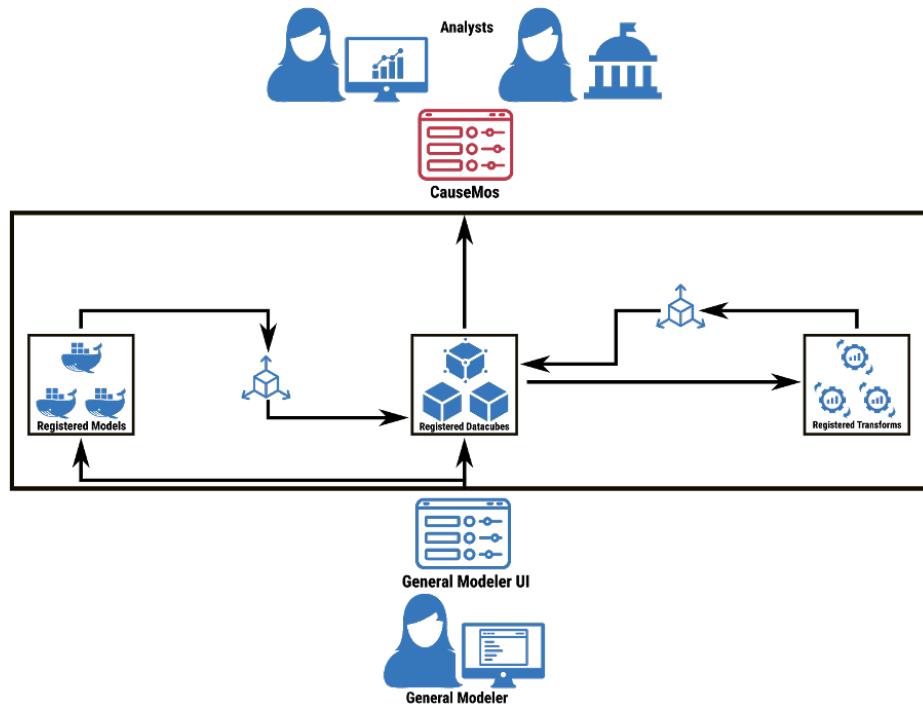 Analysts
CauseMos
Registered Models
Registered Datacubes
Registered Transforms
General Modeler UI
General Modeler